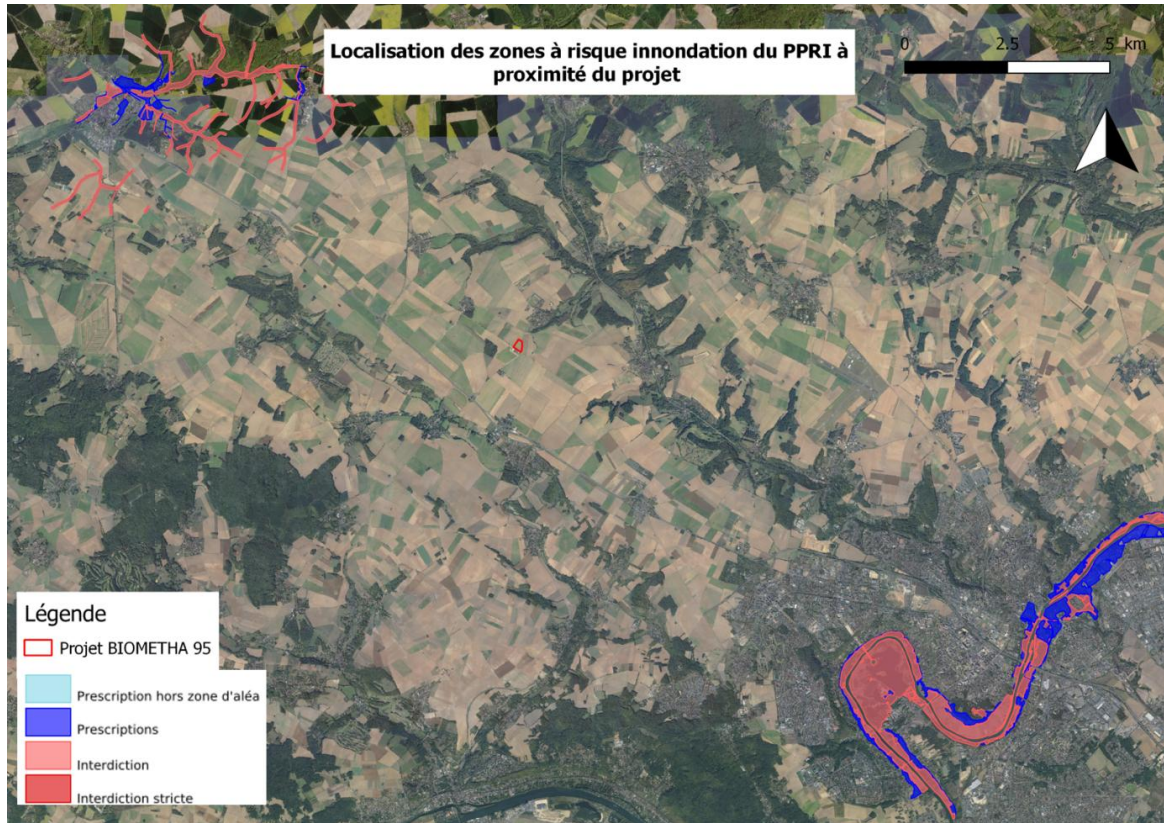 Localisation des zones à risque innondation du PPRI à
proximité du projet
0 2.5 5 km
Légende
Projet BIOMETHA 95
Prescription hors zone d'aléa
Prescriptions
Interdiction
Interdiction stricte